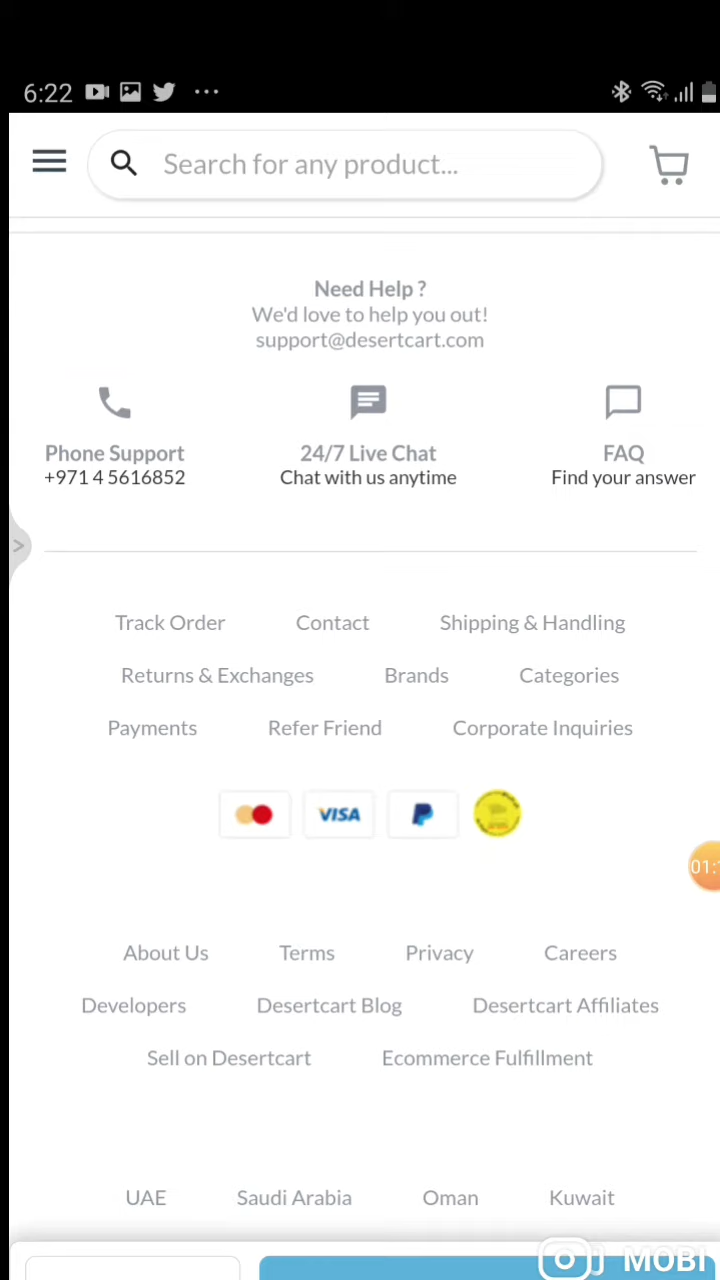 6:22
Search for any product...
Need Help ?
We'd love to help you out!
support@desertcart.com
Phone Support
+971 4 5616852
24/7 Live Chat
Chat with us anytime
FAQ
Find your answer
Track Order Contact Shipping & Handling
Returns & Exchanges Brands Categories
Payments Refer Friend Corporate Inquiries
VISA
About Us Terms Privacy Careers
Developers Desertcart Blog Desertcart Affiliates
Sell on Desertcart Ecommerce Fulfillment
UAE Saudi Arabia Oman Kuwait
MOBI